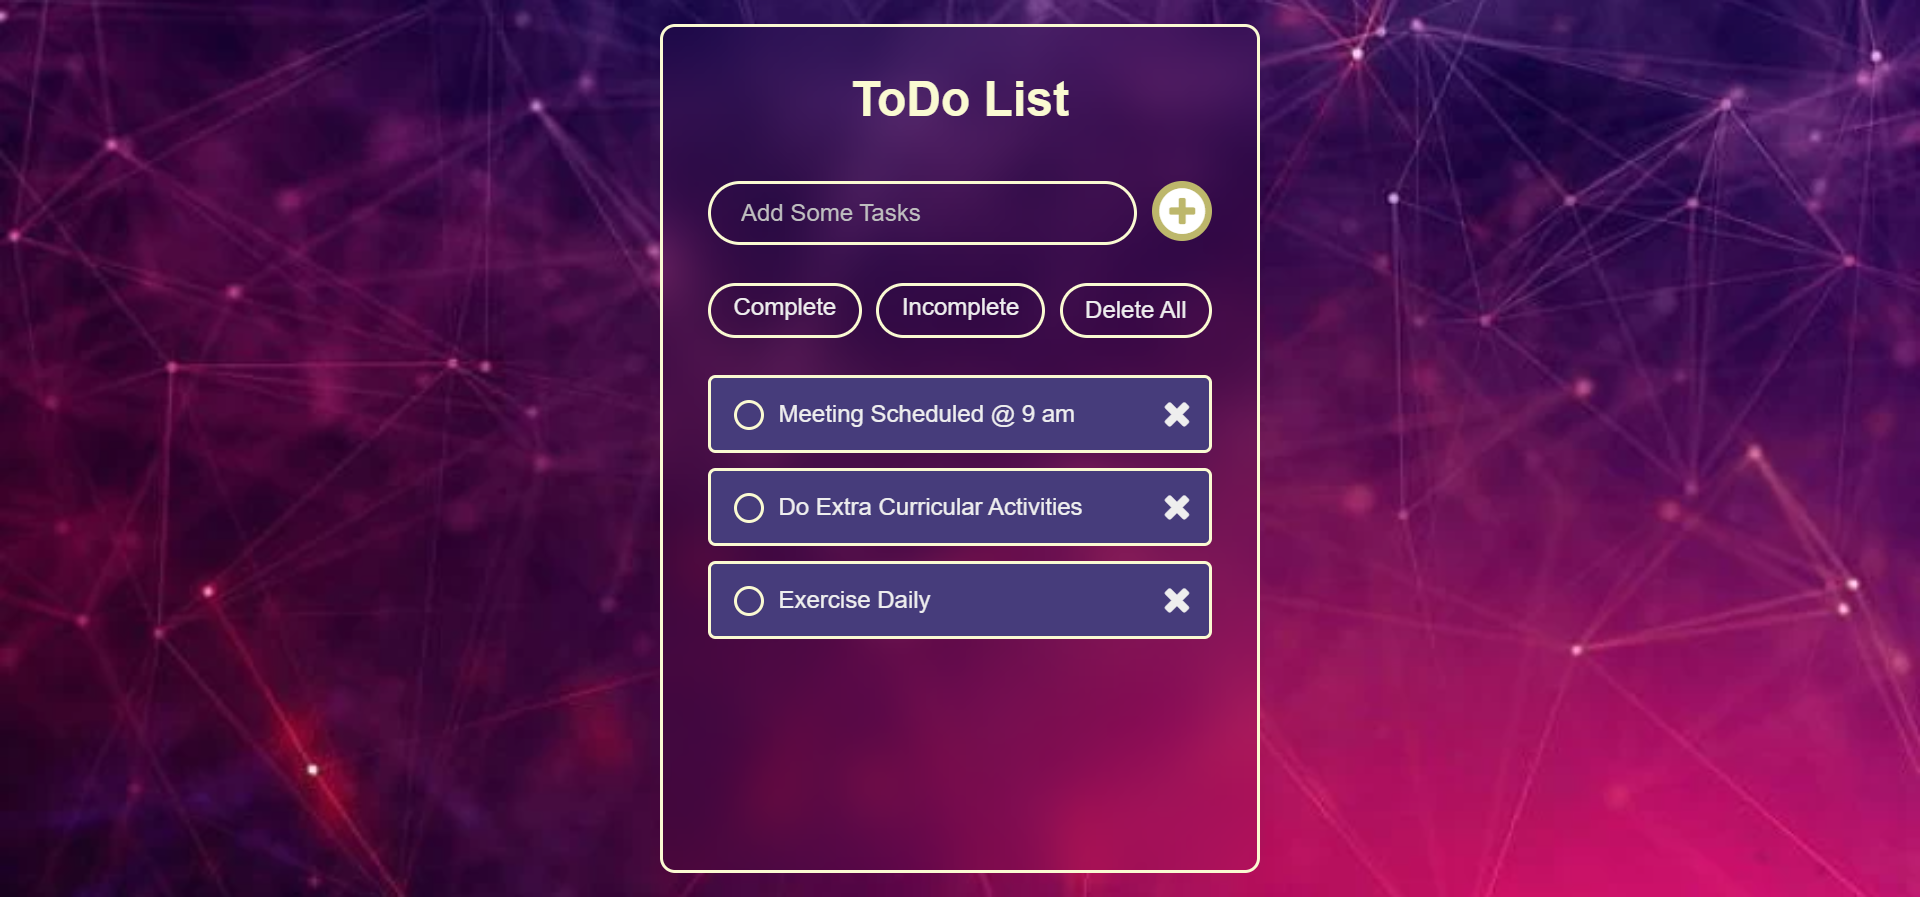 ToDo List
Add Some Tasks
Complete Incomplete Delete All
Meeting Scheduled @ 9 am
Do Extra Curricular Activities
Exercise Daily